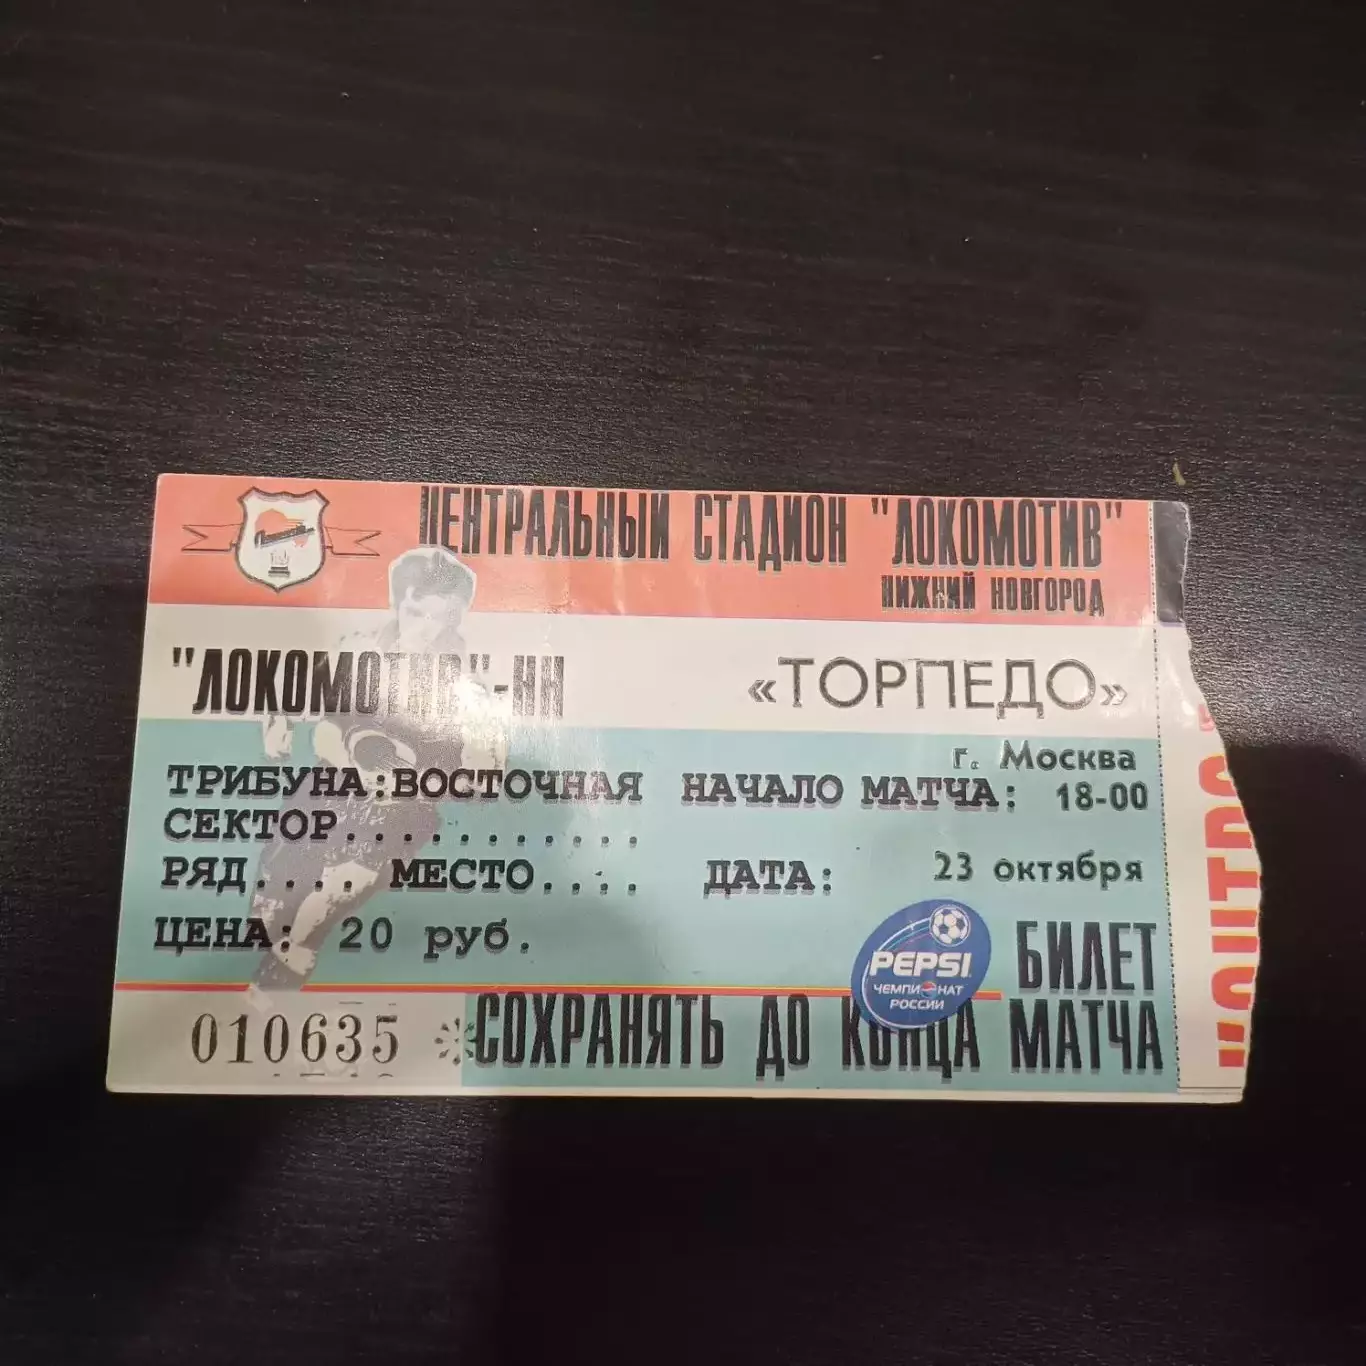 ЦЕНТРАЛЬНЫЙ СТАДИОН "ЛОКОМОТИВ"
НИЖНИЙ НОВГОРОД
"ЛОКОМОТИВ"-НН «ТОРПЕДО»
г. Москва
ТРИБУНА:ВОСТОЧНАЯ НАЧАЛО МАТЧА: 18-00
СЕКТОР............
РЯД.... МЕСТО.... ДАТА: 23 октября
ЦЕНА: 20 руб.
PEPSI
ЧЕМПИОНАТ
РОССИИ
БИЛЕТ
010635 СОХРАНЯТЬ ДО КОНЦА МАТЧА